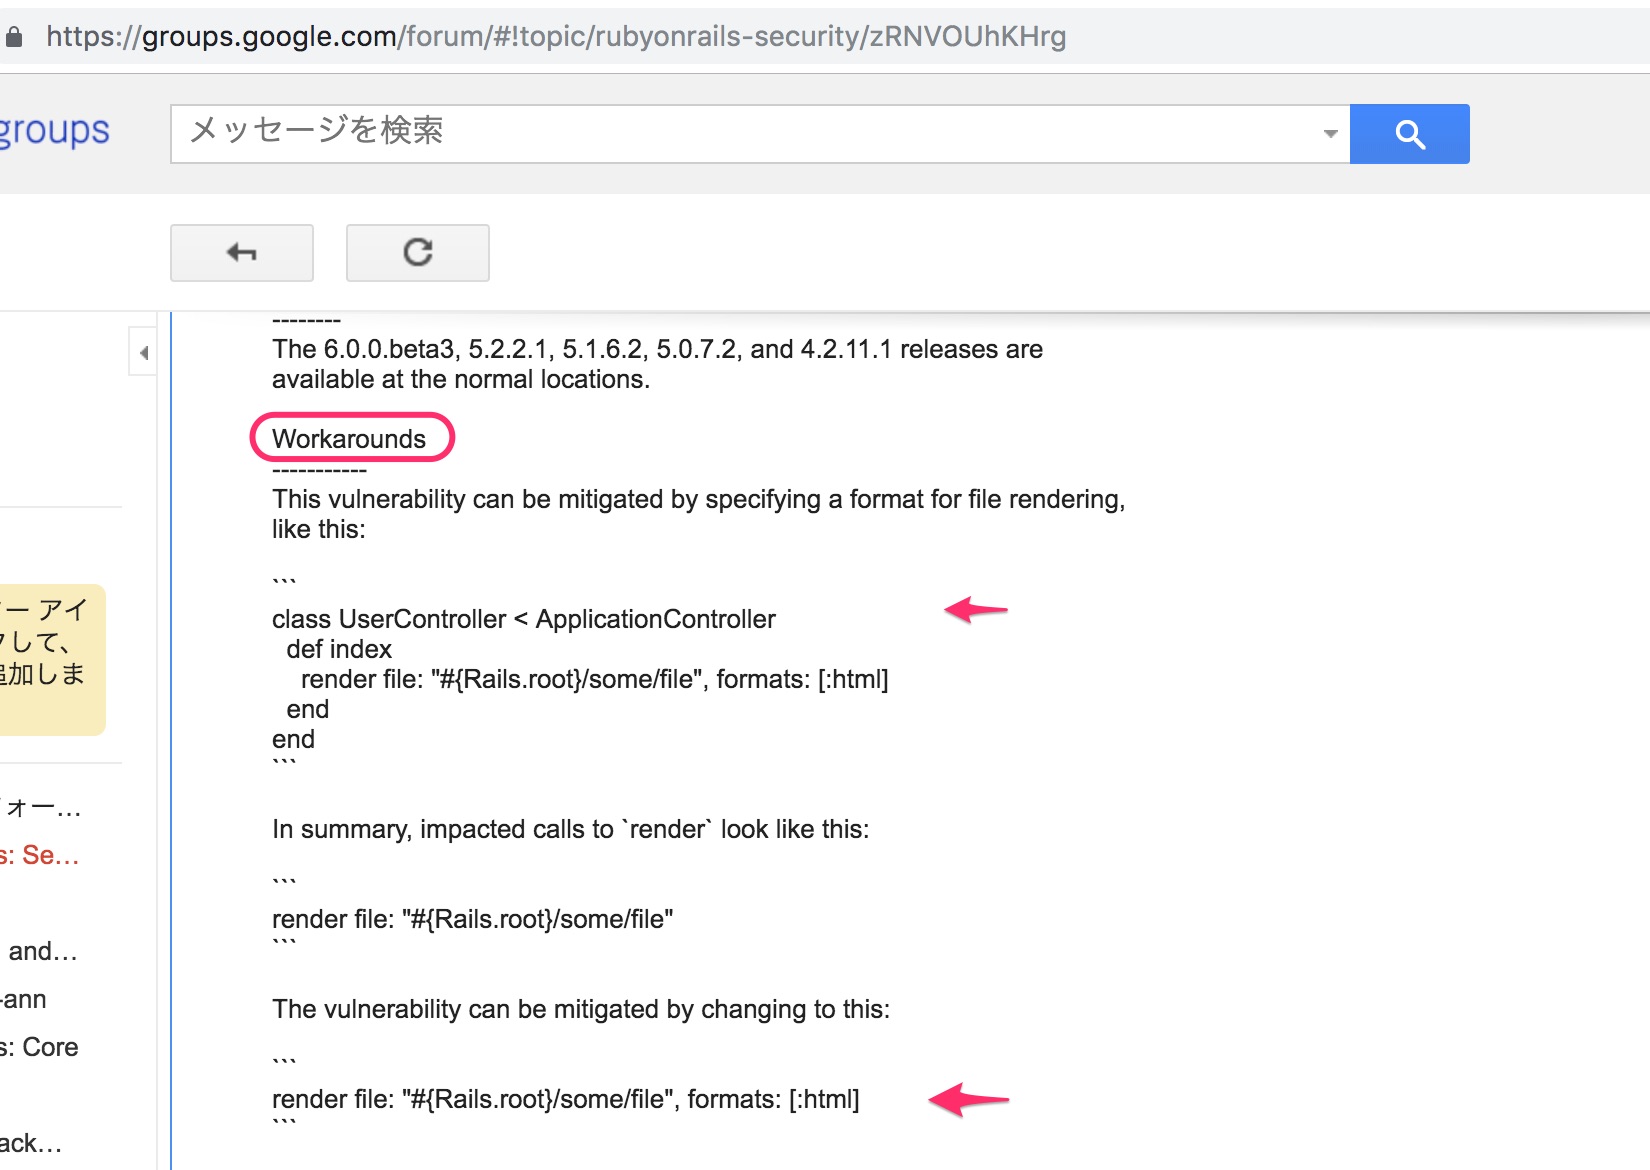 https://groups.google.com/forum/#!topic/rubyonrails-security/zRNVOUhKHrg
groups
メッセージを検索
--------
The 6.0.0.beta3, 5.2.2.1, 5.1.6.2, 5.0.7.2, and 4.2.11.1 releases are
available at the normal locations.
Workarounds
-----------
This vulnerability can be mitigated by specifying a format for file rendering,
like this:
```
class UserController < ApplicationController
  def index
    render file: "#{Rails.root}/some/file", formats: [:html]
  end
end
```
In summary, impacted calls to `render` look like this:
```
render file: "#{Rails.root}/some/file"
```
The vulnerability can be mitigated by changing to this:
```
render file: "#{Rails.root}/some/file", formats: [:html]
```
ー アイ
して、
追加しま
ォー…
s: Se…
and…
-ann
s: Core
ack…